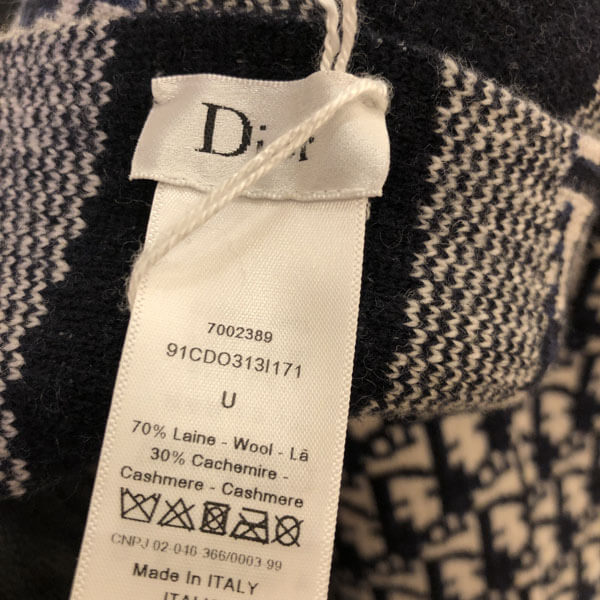 Dior
7002389
91CDO313I171
U
70% Laine - Wool - Lã
30% Cachemire -
Cashmere - Cashmere
CNPJ 02-046 366/0003 99
Made In ITALY